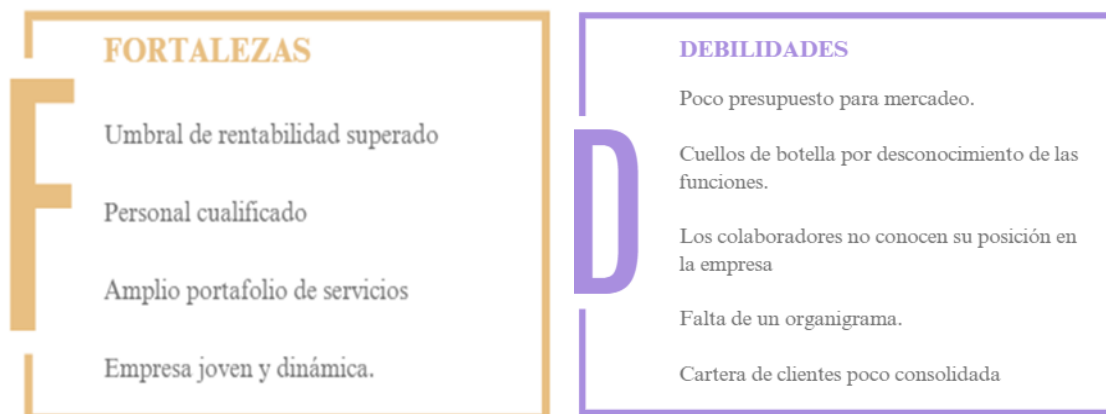 F
FORTALEZAS
Umbral de rentabilidad superado
Personal cualificado
Amplio portafolio de servicios
Empresa joven y dinámica.
D
DEBILIDADES
Poco presupuesto para mercadeo.
Cuellos de botella por desconocimiento de las
funciones.
Los colaboradores no conocen su posición en
la empresa
Falta de un organigrama.
Cartera de clientes poco consolidada